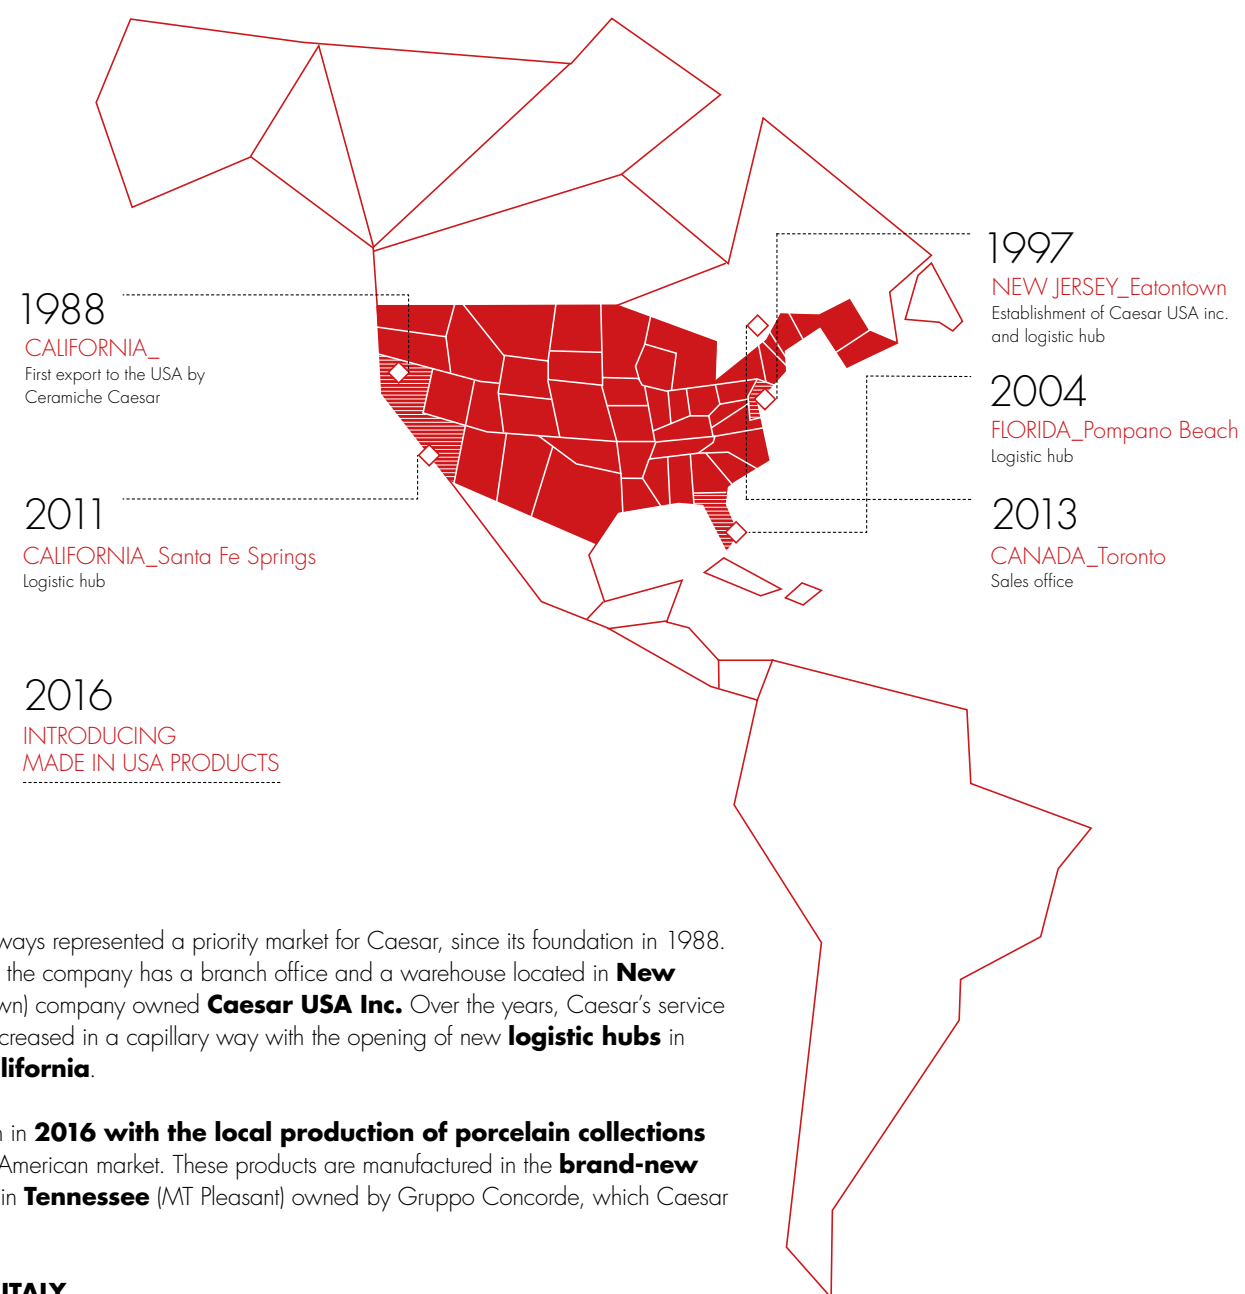 1988
CALIFORNIA_
First export to the USA by
Ceramiche Caesar
2011
CALIFORNIA_Santa Fe Springs
Logistic hub
2016
INTRODUCING
MADE IN USA PRODUCTS
1997
NEW JERSEY_Eatontown
Establishment of Caesar USA inc.
and logistic hub
2004
FLORIDA_Pompano Beach
Logistic hub
2013
CANADA_Toronto
Sales office
represented a priority market for Caesar, since its foundation in 1988.
the company has a branch office and a warehouse located in New
company owned Caesar USA Inc. Over the years, Caesar's service
in a capillary way with the opening of new logistic hubs in
in 2016 with the local production of porcelain collections
American market. These products are manufactured in the brand-new
in Tennessee (MT Pleasant) owned by Gruppo Concorde, which Caesar
ITALY